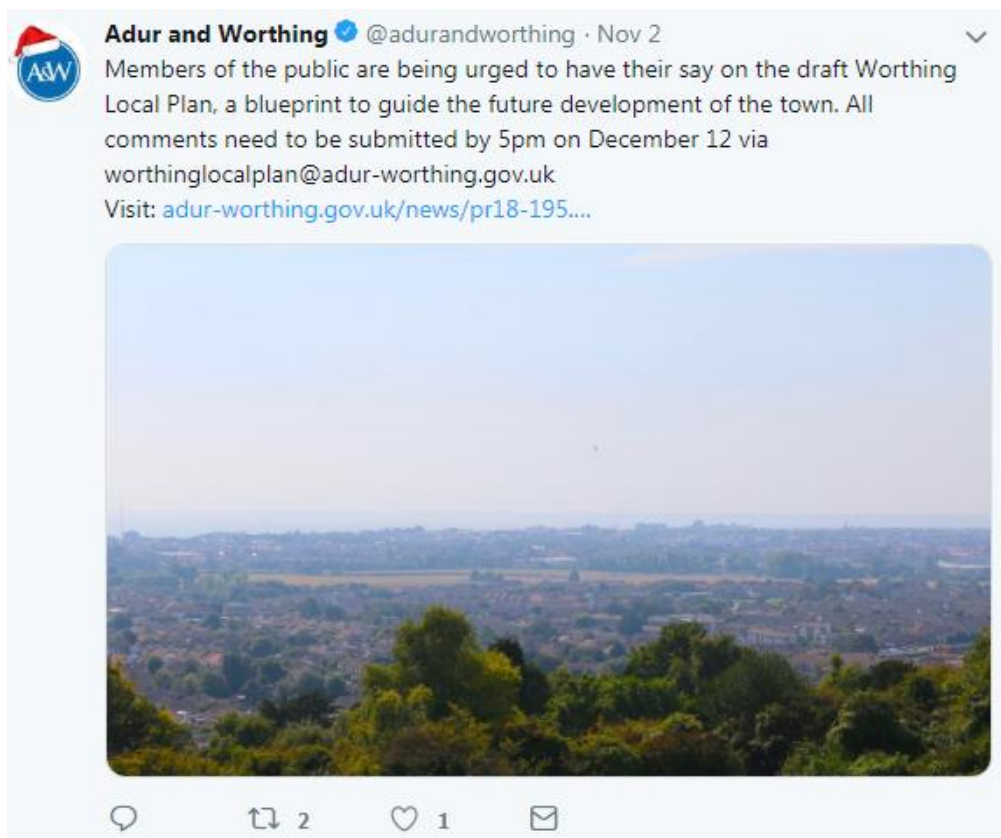 Adur and Worthing @adurandworthing · Nov 2
A&W
Members of the public are being urged to have their say on the draft Worthing
Local Plan, a blueprint to guide the future development of the town. All
comments need to be submitted by 5pm on December 12 via
worthinglocalplan@adur-worthing.gov.uk
Visit: adur-worthing.gov.uk/news/pr18-195....
2 1